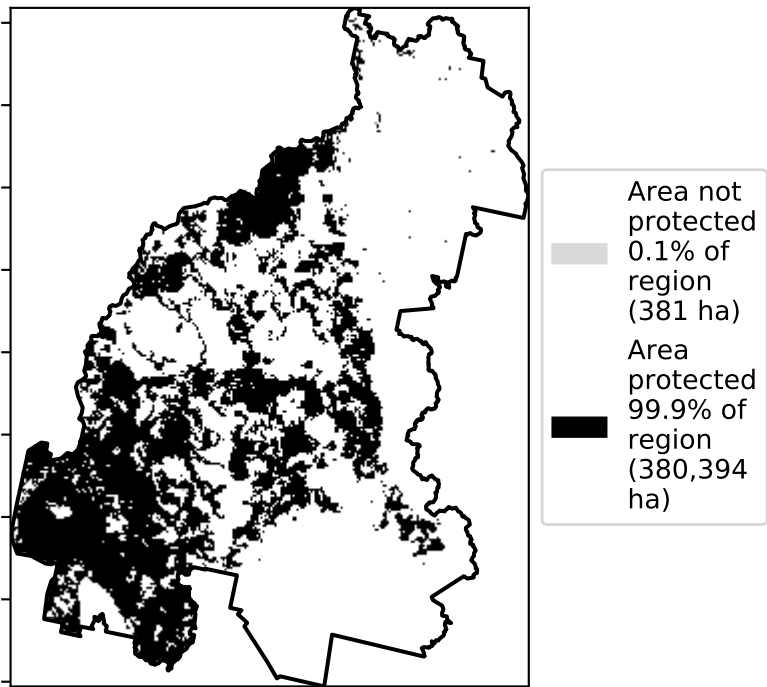 Area not
protected
0.1% of
region
(381 ha)
Area
protected
99.9% of
region
(380,394
ha)